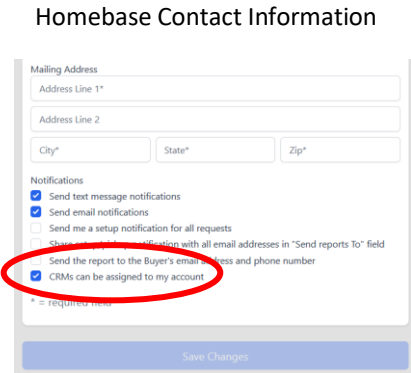 Homebase Contact Information
Mailing Address
Address Line 1*
Address Line 2
City* State* Zip*
Notifications
Send text message notifications
Send email notifications
Send me a setup notification for all requests
Share notification with all email addresses in "Send reports To" field
Send the report to the Buyer's email address and phone number
CRMs can be assigned to my account
* = required field
Save Changes